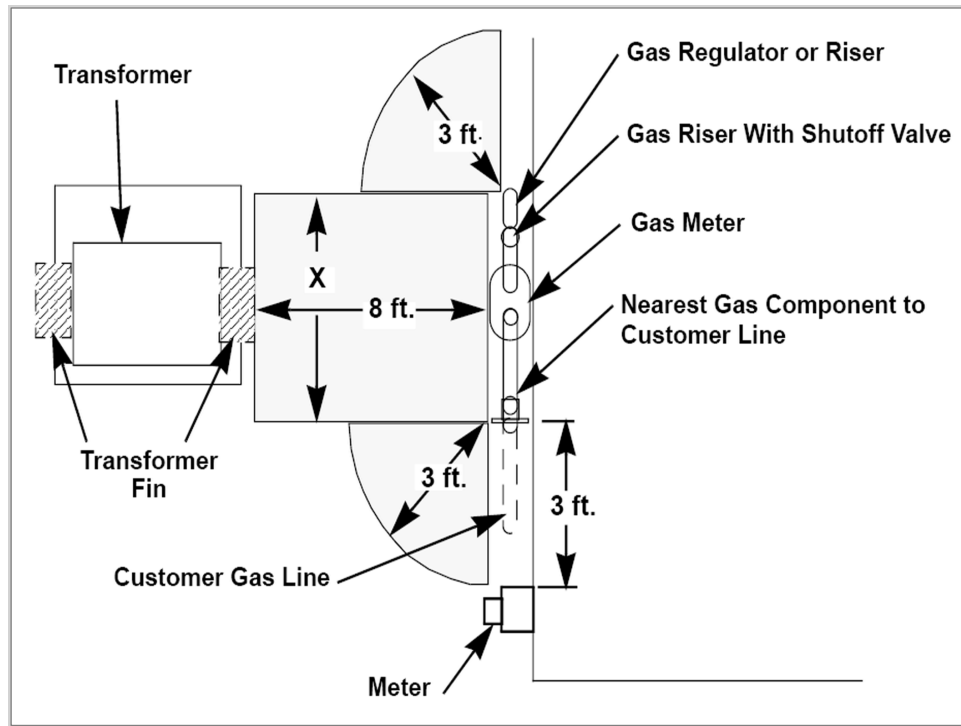 Transformer
Gas Regulator or Riser
3 ft.
Gas Riser With Shutoff Valve
Gas Meter
X
8 ft.
Nearest Gas Component to
Customer Line
Transformer
Fin
3 ft.
3 ft.
Customer Gas Line
Meter